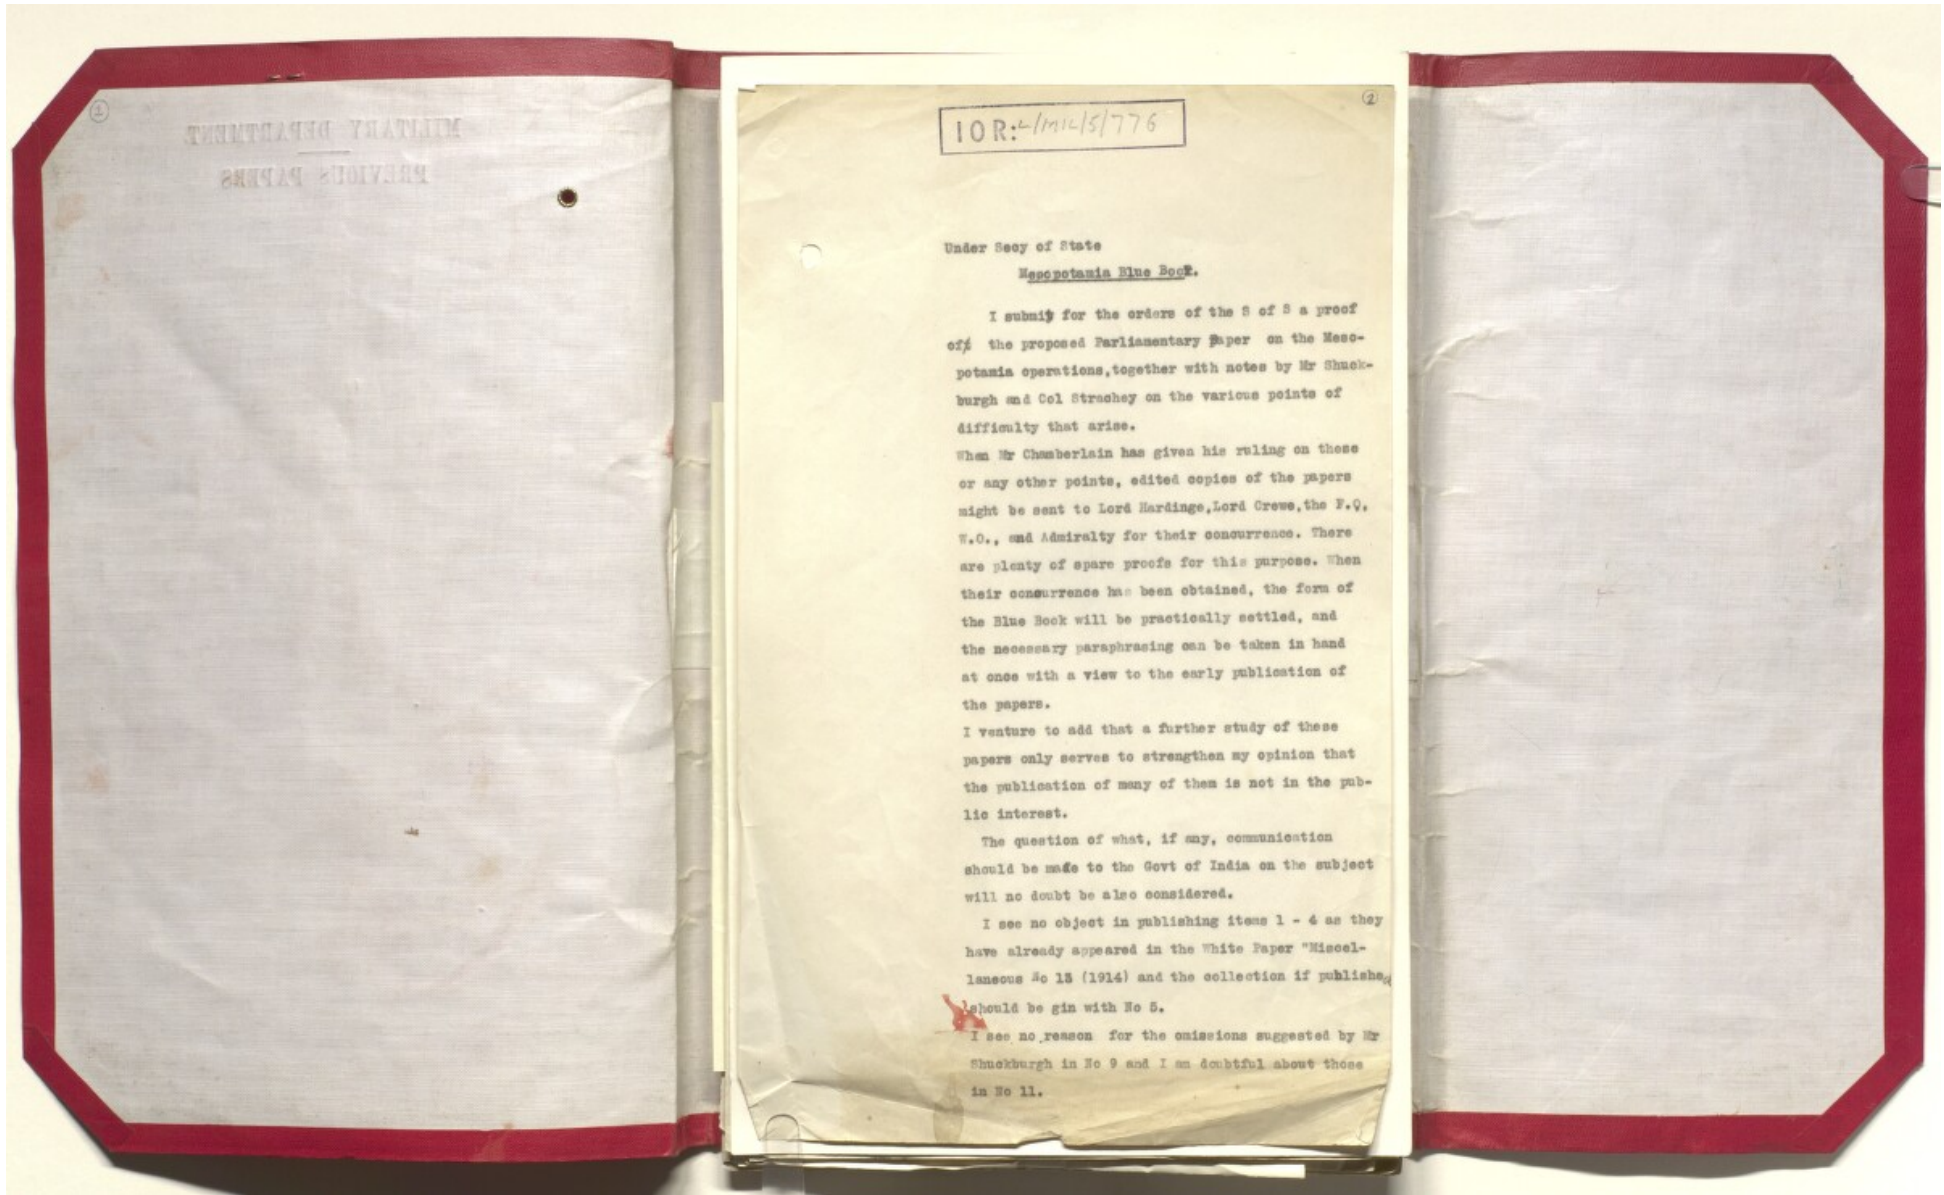 1
MILITARY DEPARTMENT.
PREVIOUS PAPERS
2
IOR: L/MIL/5/776
Under Secy of State
Mesopotamia Blue Book.
I submit for the orders of the S of S a proof
of the proposed Parliamentary Paper on the Meso-
potamia operations,together with notes by Mr Shuck-
burgh and Col Strachey on the various points of
difficulty that arise.
When Mr Chamberlain has given his ruling on these
or any other points, edited copies of the papers
might be sent to Lord Hardinge,Lord Crewe,the F.O,
W.O., and Admiralty for their concurrence. There
are plenty of spare proofs for this purpose. When
their concurrence has been obtained, the form of
the Blue Book will be practically settled, and
the necessary paraphrasing can be taken in hand
at once with a view to the early publication of
the papers.
I venture to add that a further study of these
papers only serves to strengthen my opinion that
the publication of many of them is not in the pub-
lic interest.
The question of what, if any, communication
should be made to the Govt of India on the subject
will no doubt be also considered.
I see no object in publishing items 1 - 4 as they
have already appeared in the White Paper "Miscel-
laneous No 13 (1914) and the collection if published
should be gin with No 5.
I see no reason for the omissions suggested by Mr
Shuckburgh in No 9 and I am doubtful about those
in No 11.